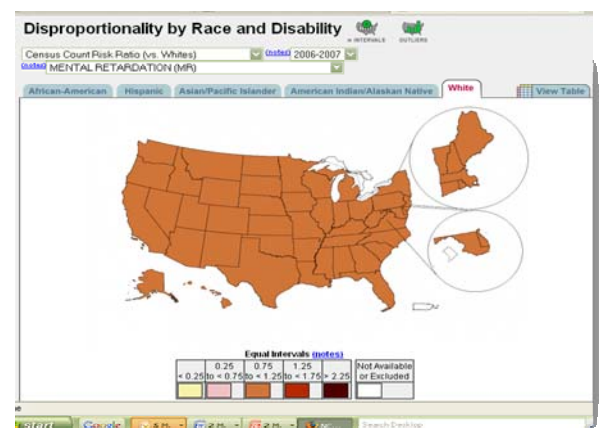 Disproportionality by Race and Disability
INTERVALS OUTLIERS
Census Count Risk Ratio (vs. Whites) (notes) 2006-2007
(notes) MENTAL RETARDATION (MR)
African-American Hispanic Asian/Pacific Islander American Indian/Alaskan Native White View Table
Equal Intervals (notes)
0.25 0.75 1.25 Not Available
< 0.25 to < 0.75 to < 1.25 to < 1.75 > 2.25 or Excluded
start Google Search Desktop